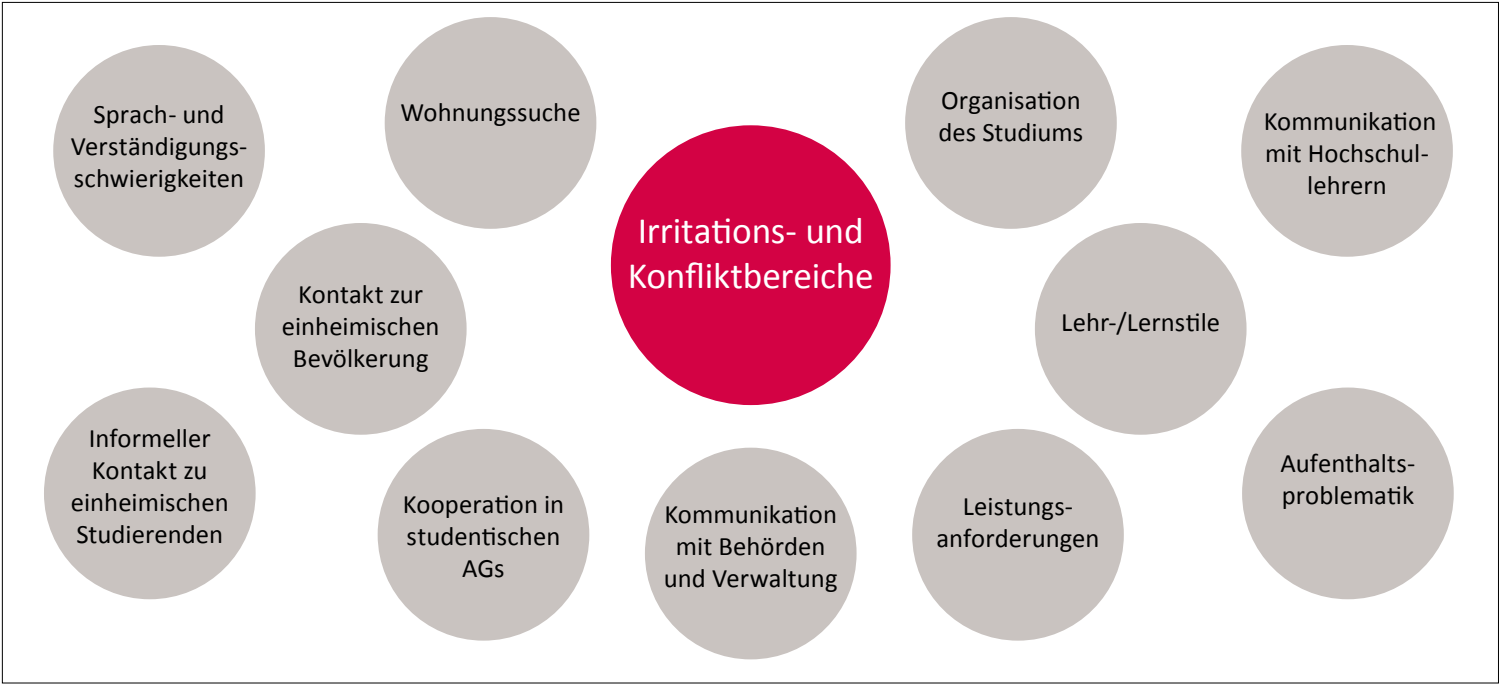 Sprach- und
Verständigungs-
schwierigkeiten
Wohnungssuche
Organisation
des Studiums
Kommunikation
mit Hochschul-
lehrern
Irritations- und
Konfliktbereiche
Kontakt zur
einheimischen
Bevölkerung
Lehr-/Lernstile
Informeller
Kontakt zu
einheimischen
Studierenden
Kooperation in
studentischen
AGs
Kommunikation
mit Behörden
und Verwaltung
Leistungs-
anforderungen
Aufenthalts-
problematik